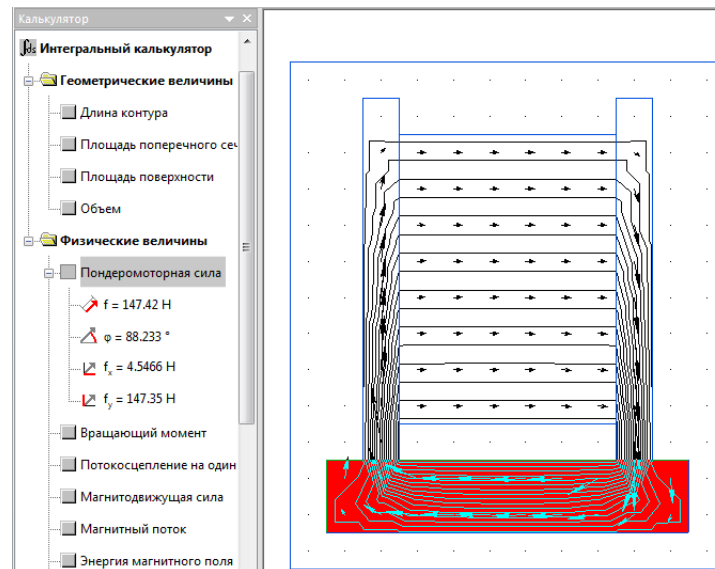 Калькулятор
Интегральный калькулятор
Геометрические величины
Длина контура
Площадь поперечного сеч
Площадь поверхности
Объем
Физические величины
Пондеромоторная сила
f = 147.42 Н
φ = 88.233 °
fx = 4.5466 Н
fy = 147.35 Н
Вращающий момент
Потокосцепление на один
Магнитодвижущая сила
Магнитный поток
Энергия магнитного поля